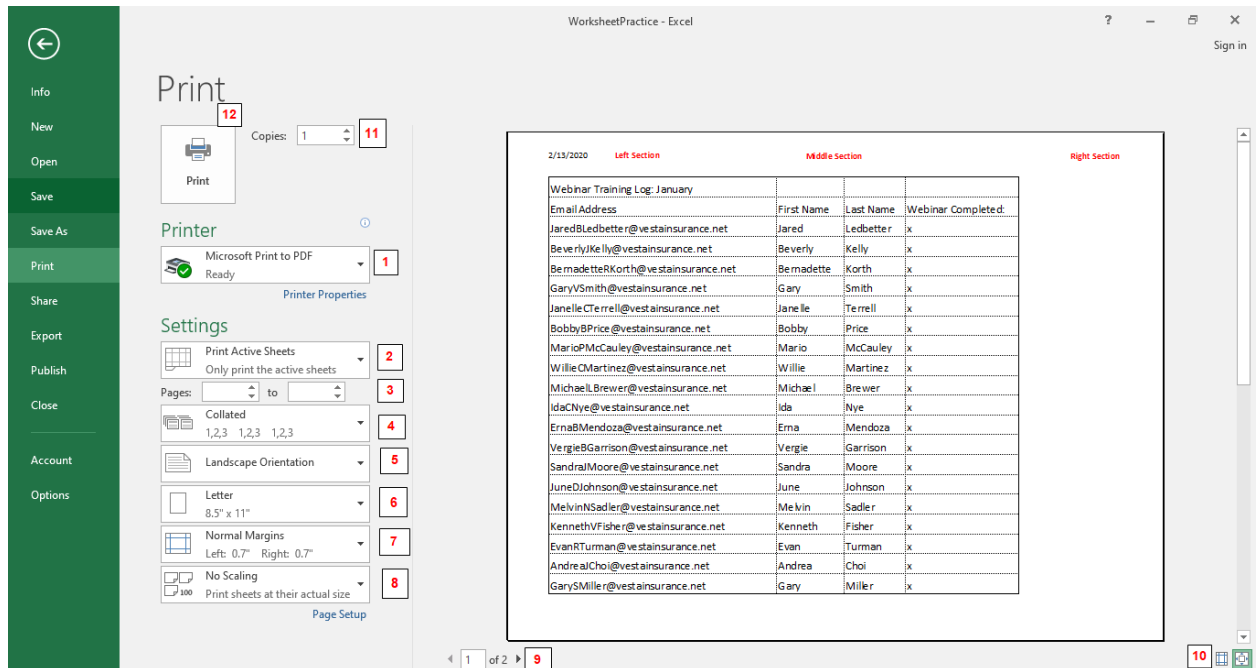 WorksheetPractice - Excel
?
Sign in
Info
New
Open
Save
Save As
Print
Share
Export
Publish
Close
Account
Options
Print
12
Copies: 1 11
Print
Printer
Microsoft Print to PDF
Ready
1
Printer Properties
Settings
Print Active Sheets
Only print the active sheets
2
Pages: to 3
Collated
1,2,3 1,2,3 1,2,3
4
Landscape Orientation 5
Letter
8.5" x 11"
6
Normal Margins
Left: 0.7" Right: 0.7"
7
No Scaling
Print sheets at their actual size
100
8
Page Setup
2/13/2020 Left Section Middle Section Right Section
Webinar Training Log: January
Email Address First Name Last Name Webinar Completed:
JaredBLedbetter@vestainsurance.net Jared Ledbetter x
BeverlyJKelly@vestainsurance.net Beverly Kelly x
BernadetteRKorth@vestainsurance.net Bernadette Korth x
GaryVSmith@vestainsurance.net Gary Smith x
JanelleCTerrell@vestainsurance.net Janelle Terrell x
BobbyBPrice@vestainsurance.net Bobby Price x
MarioPMcCauley@vestainsurance.net Mario McCauley x
WillieCMartinez@vestainsurance.net Willie Martinez x
MichaelLBrewer@vestainsurance.net Michael Brewer x
IdaCNye@vestainsurance.net Ida Nye x
ErnaBMendoza@vestainsurance.net Erna Mendoza x
VergieBGarrison@vestainsurance.net Vergie Garrison x
SandraJMoore@vestainsurance.net Sandra Moore x
JuneDJohnson@vestainsurance.net June Johnson x
MelvinNSadler@vestainsurance.net Melvin Sadler x
KennethVFisher@vestainsurance.net Kenneth Fisher x
EvanRTurman@vestainsurance.net Evan Turman x
AndreaJChoi@vestainsurance.net Andrea Choi x
GarySMiller@vestainsurance.net Gary Miller x
1 of 2 9
10